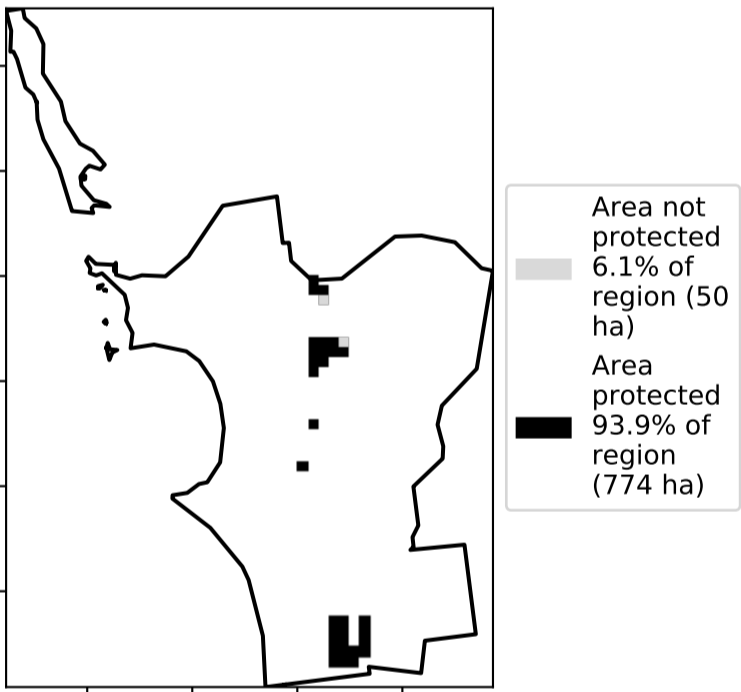 Area not
protected
6.1% of
region (50
ha)
Area
protected
93.9% of
region
(774 ha)